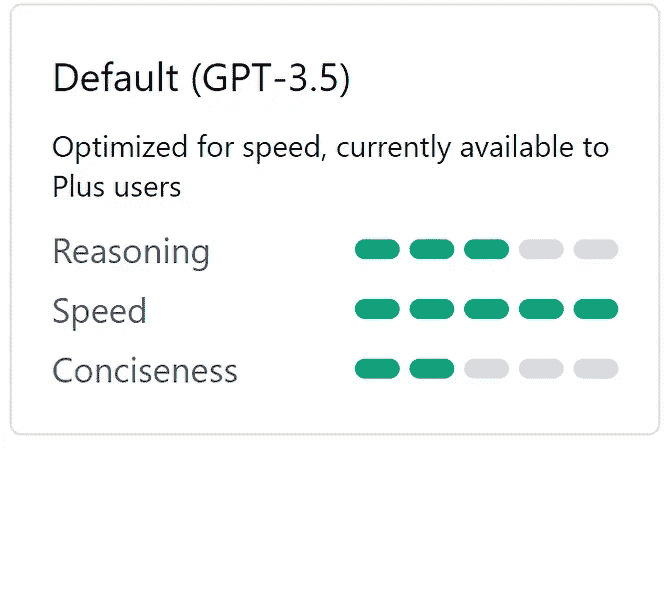 Default (GPT-3.5)
Optimized for speed, currently available to
Plus users
Reasoning
Speed
Conciseness